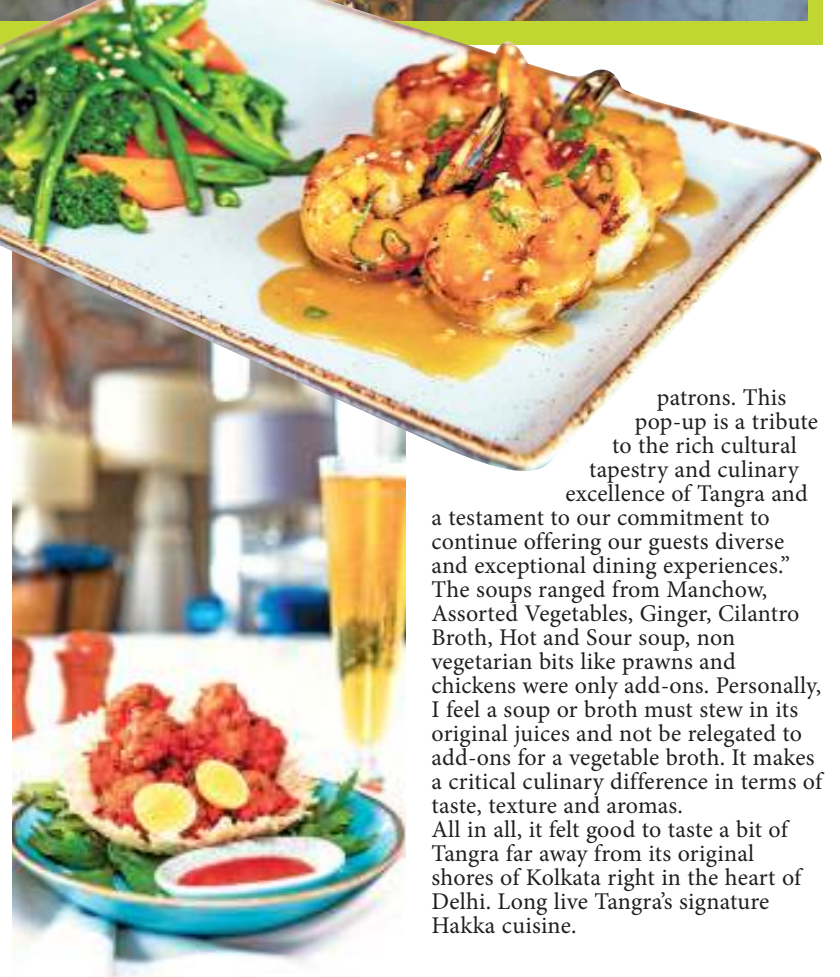 patrons. This
pop-up is a tribute
to the rich cultural
tapestry and culinary
excellence of Tangra and
a testament to our commitment to
continue offering our guests diverse
and exceptional dining experiences.”
The soups ranged from Manchow,
Assorted Vegetables, Ginger, Cilantro
Broth, Hot and Sour soup, non
vegetarian bits like prawns and
chickens were only add-ons. Personally,
I feel a soup or broth must stew in its
original juices and not be relegated to
add-ons for a vegetable broth. It makes
a critical culinary difference in terms of
taste, texture and aromas.
All in all, it felt good to taste a bit of
Tangra far away from its original
shores of Kolkata right in the heart of
Delhi. Long live Tangra’s signature
Hakka cuisine.